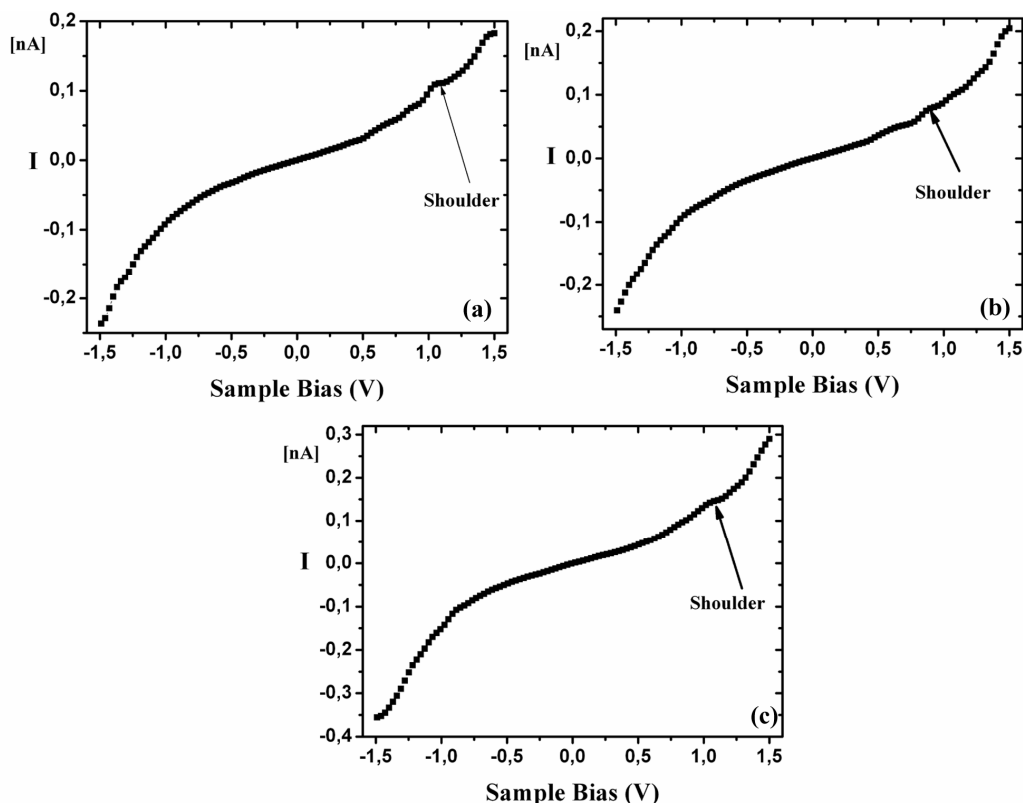 0,2
[nA]
0,1
I
0,0
-0,1
-0,2
Shoulder
(a)
-1,5 -1,0 -0,5 0,0 0,5 1,0 1,5
Sample Bias (V)
0,2
[nA]
0,1
I
0,0
-0,1
-0,2
Shoulder
(b)
-1,5 -1,0 -0,5 0,0 0,5 1,0 1,5
Sample Bias (V)
0,3
[nA]
0,2
0,1
I
0,0
-0,1
-0,2
-0,3
-0,4
Shoulder
(c)
-1,5 -1,0 -0,5 0,0 0,5 1,0 1,5
Sample Bias (V)